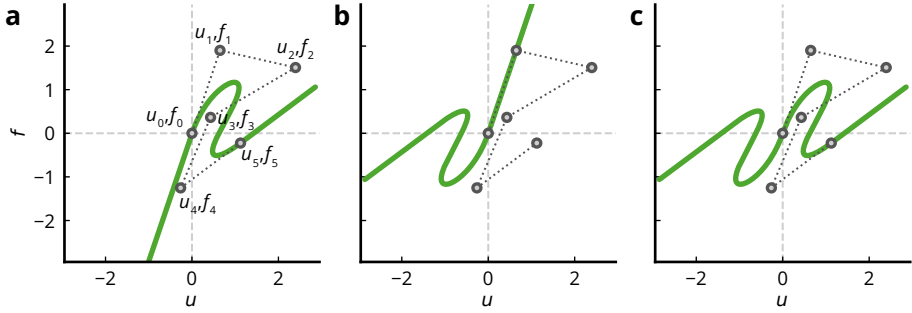 a
b
c
2
1
0
−1
−2
f
u₁,f₁
u₂,f₂
u₀,f₀
u₃,f₃
u₅,f₅
u₄,f₄
−2 0 2
−2 0 2
−2 0 2
u
u
u